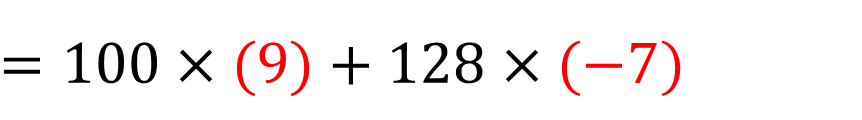 = 100 × (9) + 128 × (−7)